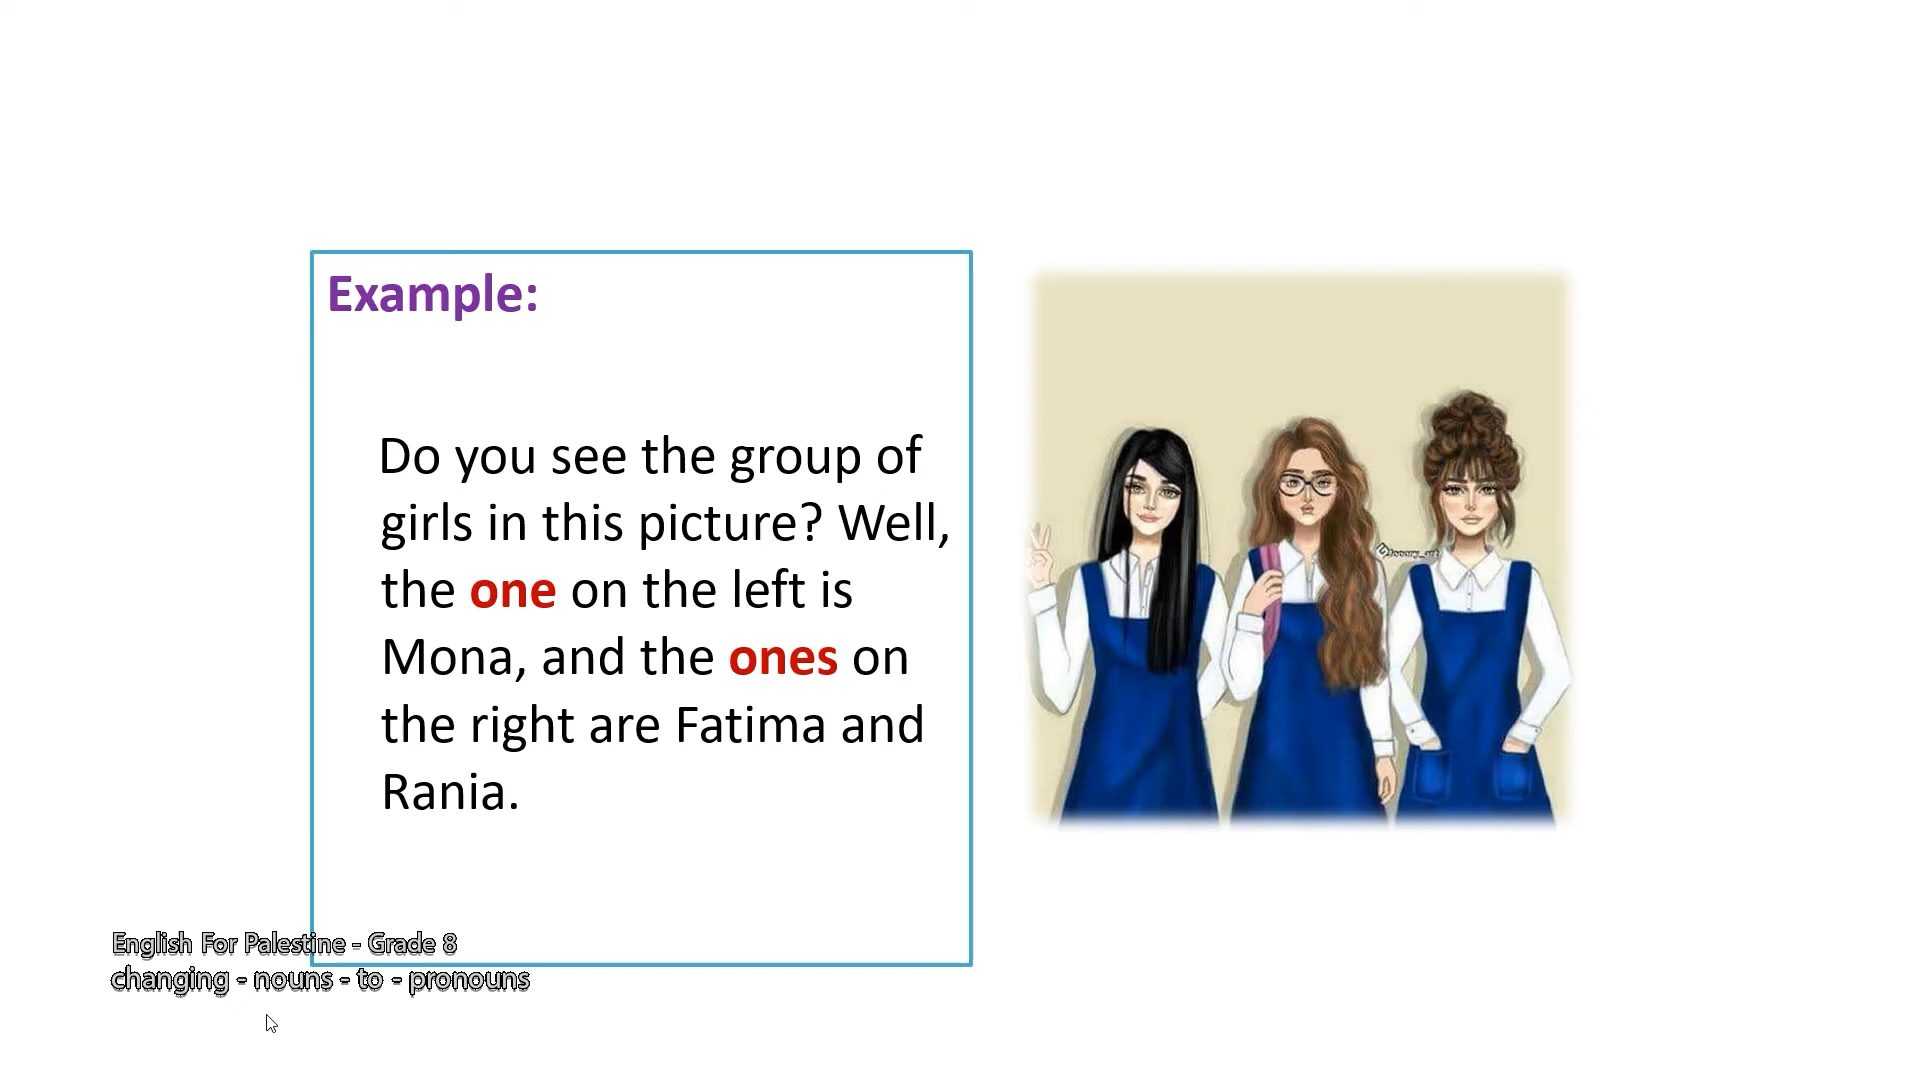 Example:
Do you see the group of
girls in this picture? Well,
the one on the left is
Mona, and the ones on
the right are Fatima and
Rania.
English For Palestine - Grade 8
changing - nouns - to - pronouns